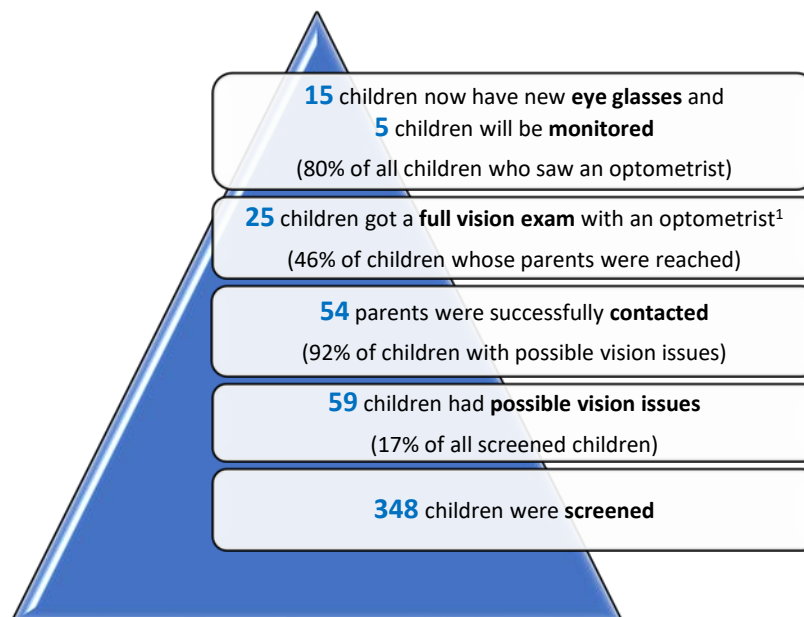 15 children now have new eye glasses and
5 children will be monitored
(80% of all children who saw an optometrist)
25 children got a full vision exam with an optometrist¹
(46% of children whose parents were reached)
54 parents were successfully contacted
(92% of children with possible vision issues)
59 children had possible vision issues
(17% of all screened children)
348 children were screened